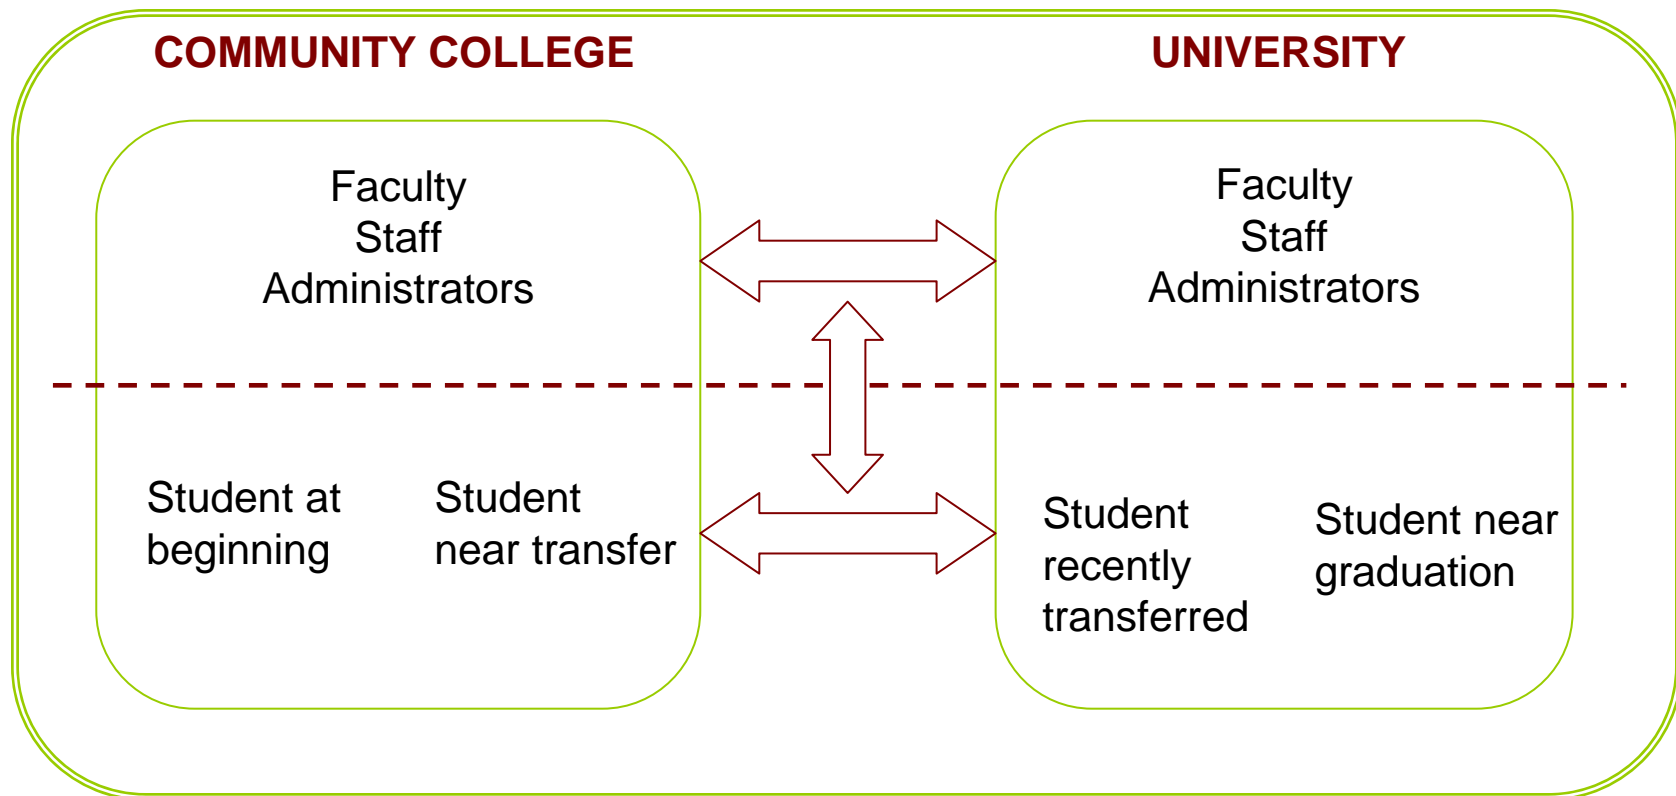 COMMUNITY COLLEGE
UNIVERSITY
Faculty
Staff
Administrators
Faculty
Staff
Administrators
Student at
beginning
Student
near transfer
Student
recently
transferred
Student near
graduation